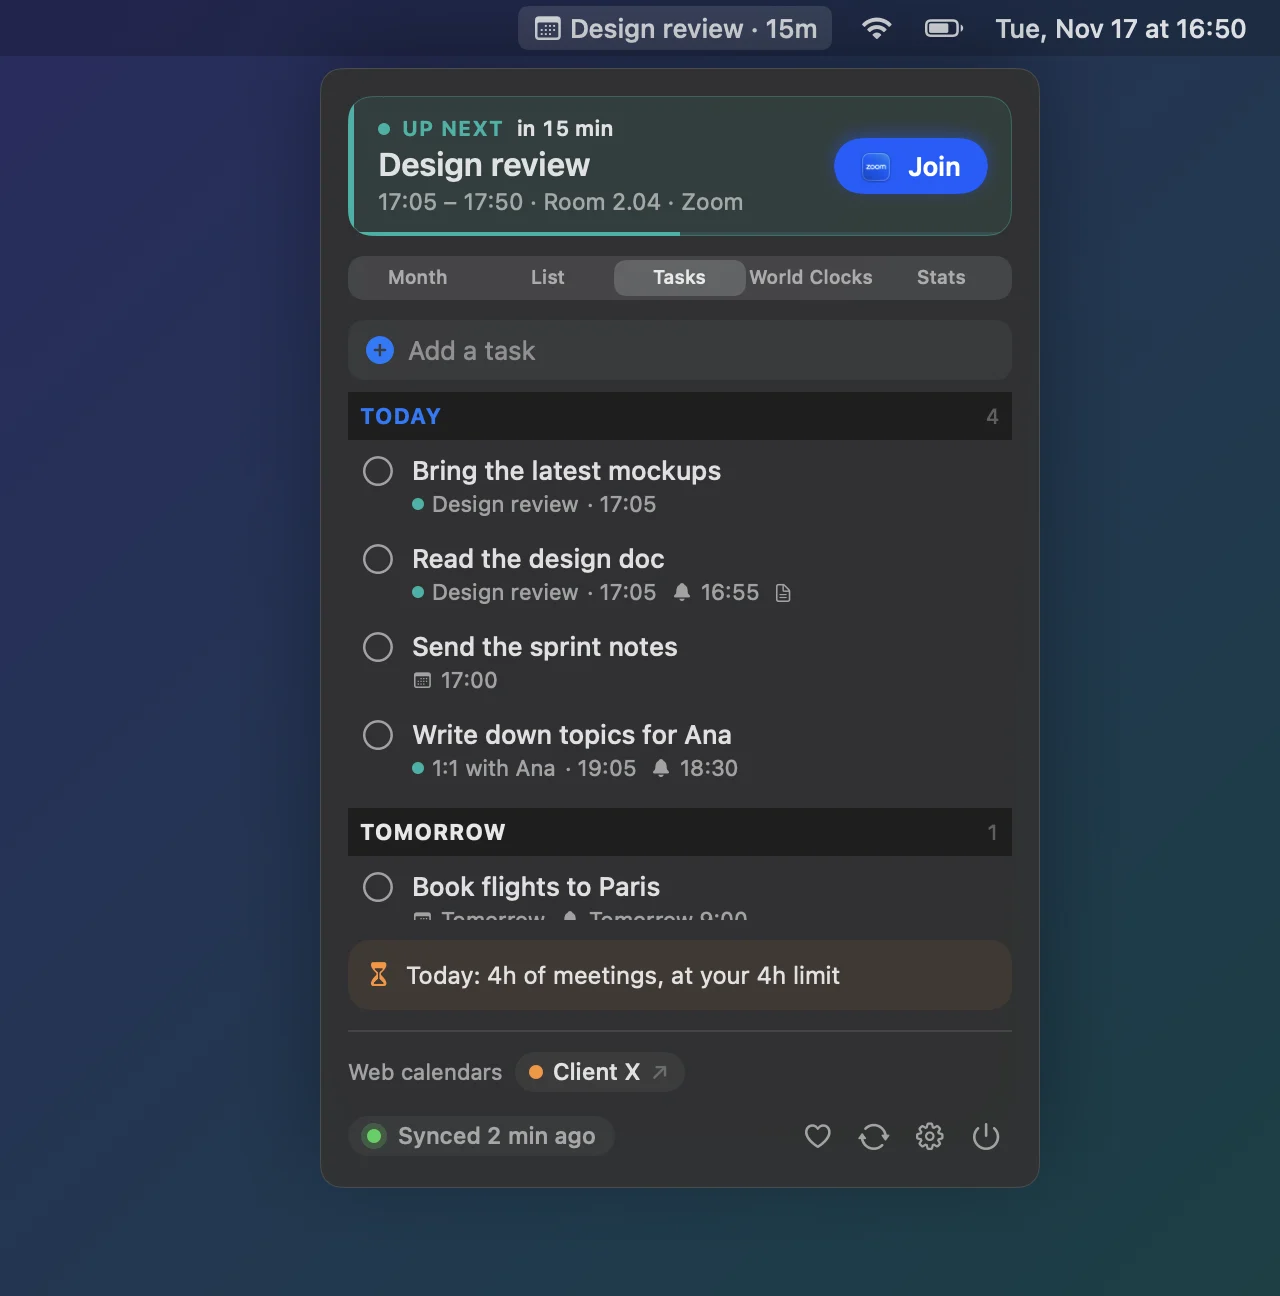 Design review · 15m
Tue, Nov 17 at 16:50
UP NEXT in 15 min
Design review
17:05 – 17:50 · Room 2.04 · Zoom
zoom Join
Month List Tasks World Clocks Stats
Add a task
TODAY 4
Bring the latest mockups
Design review · 17:05
Read the design doc
Design review · 17:05 16:55
Send the sprint notes
17:00
Write down topics for Ana
1:1 with Ana · 19:05 18:30
TOMORROW 1
Book flights to Paris
Tomorrow Tomorrow 9:00
Today: 4h of meetings, at your 4h limit
Web calendars Client X
Synced 2 min ago